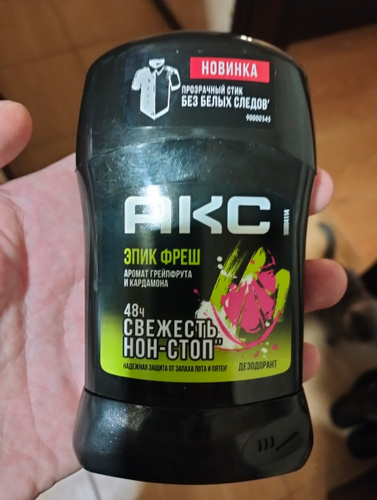 НОВИНКА
ПРОЗРАЧНЫЙ СТИК
БЕЗ БЕЛЫХ СЛЕДОВ*
90000545
АКС
ЭПИК ФРЕШ
АРОМАТ ГРЕЙПФРУТА
И КАРДАМОНА
48ч
СВЕЖЕСТЬ
НОН-СТОП**
НАДЕЖНАЯ ЗАЩИТА ОТ ЗАПАХА ПОТА И ПЯТЕН*
ДЕЗОДОРАНТ